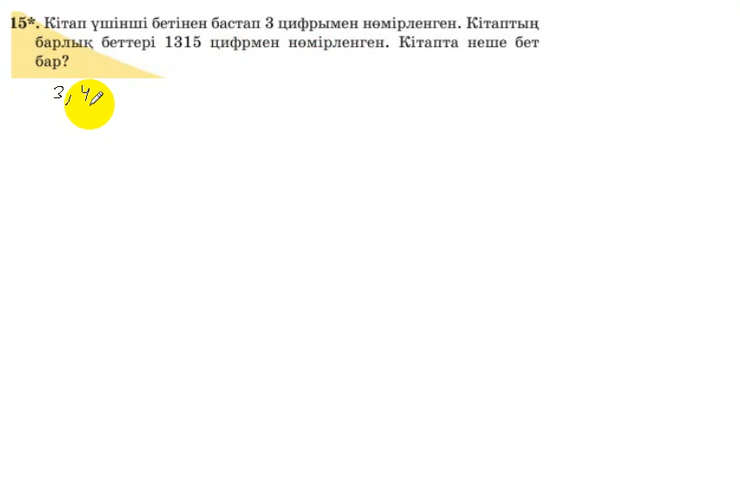 15*. Кітап үшінші бетінен бастап 3 цифрымен нөмірленген. Кітаптың
барлық беттері 1315 цифрмен нөмірленген. Кітапта неше бет
бар?
3, 4